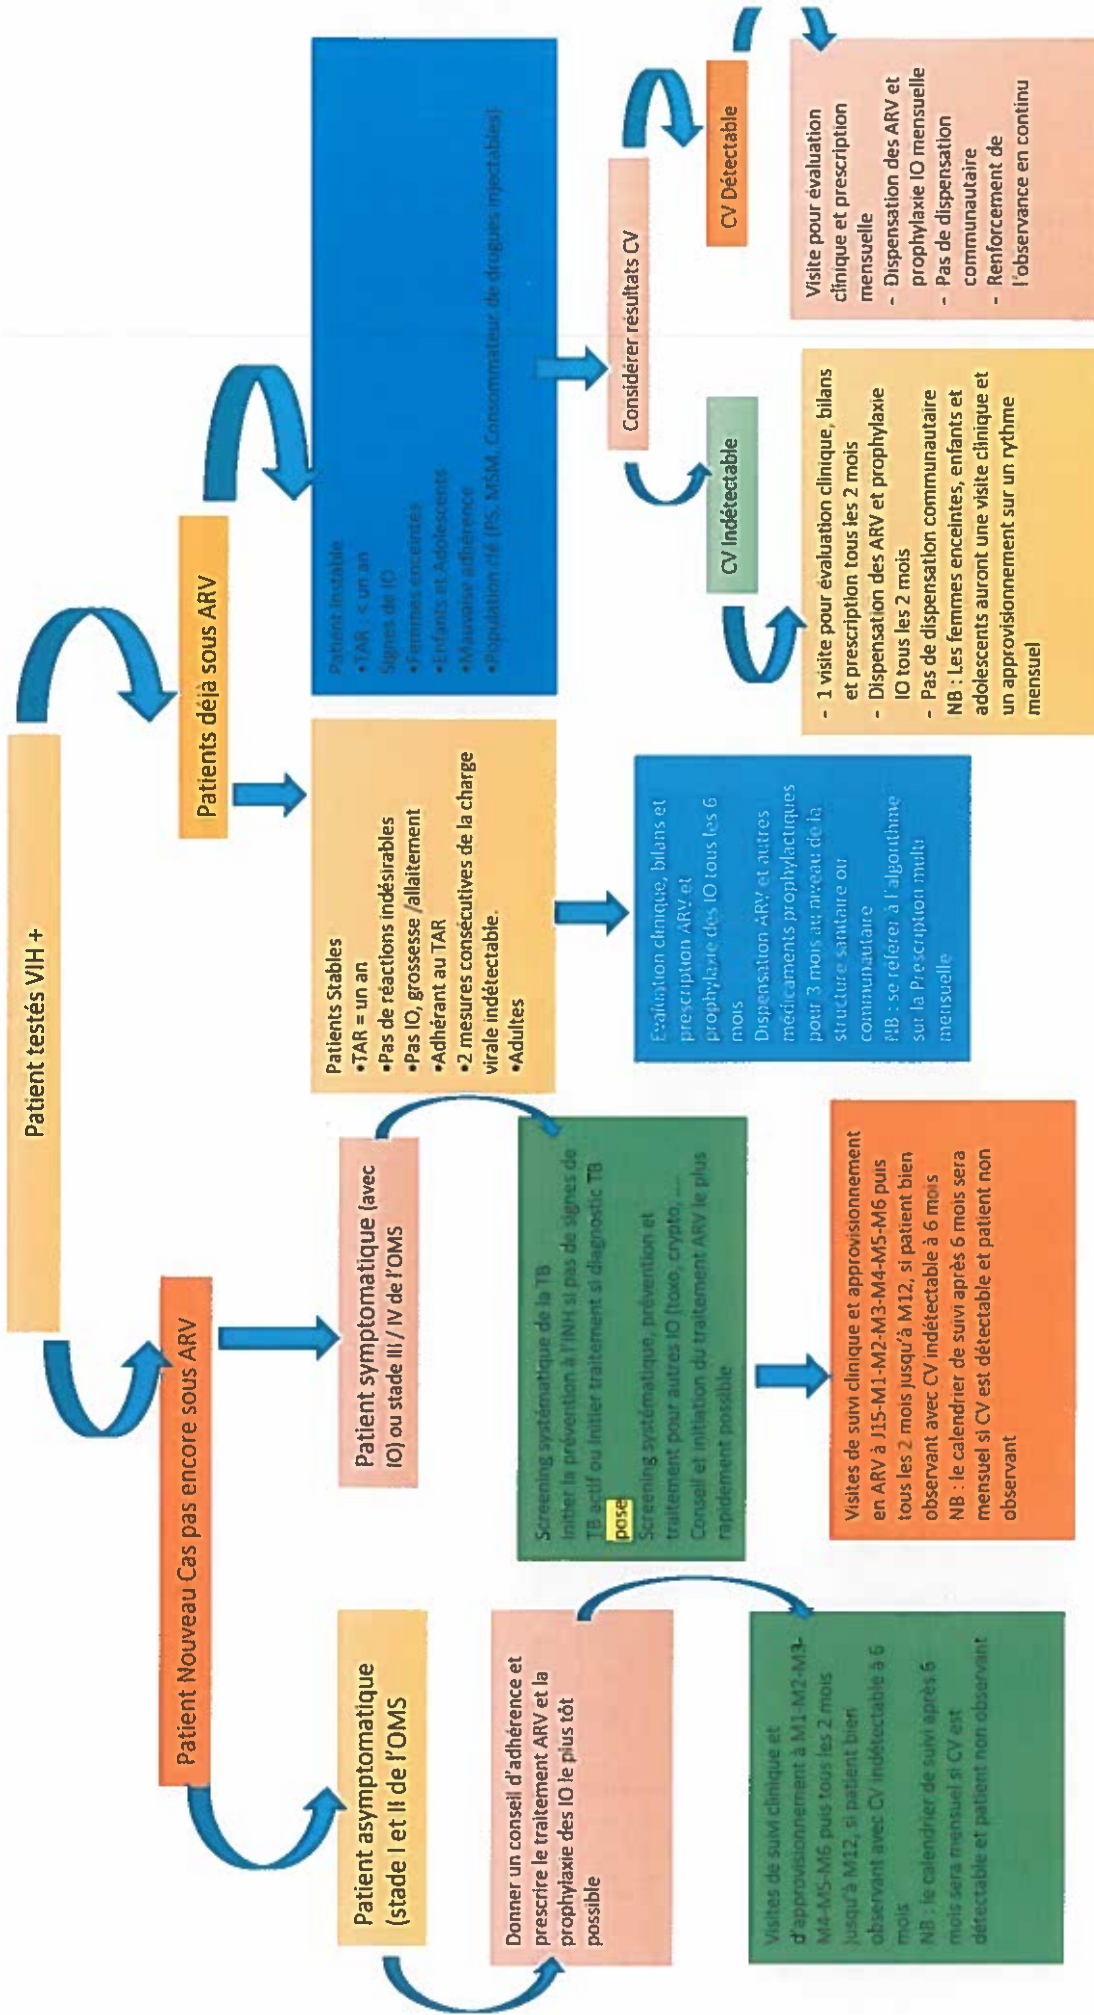 Patient testés VIH +
Patient Nouveau Cas pas encore sous ARV
Patients déjà sous ARV
Patient asymptomatique
(stade I et II de l'OMS
Patient symptomatique (avec
IO) ou stade III / IV de l'OMS
Patients Stables
•TAR = un an
•Pas de réactions indésirables
•Pas IO, grossesse /allaitement
•Adhérant au TAR
•2 mesures consécutives de la charge
virale indétectable.
•Adultes
Patient Instable
•TAR : < un an
Signes de IO
•Femmes enceintes
•Enfants et Adolescents
•Mauvaise adhérence
•Population clé (PS, MSM, Consommateur de drogues injectables)
Donner un conseil d'adhérence et
prescrire le traitement ARV et la
prophylaxie des IO le plus tôt
possible
Screening systématique de la TB
Initier la prévention à l'INH si pas de signes de
TB actif ou Initier traitement si diagnostic TB
pose
Screening systématique, prévention et
traitement pour autres IO (toxo, crypto, ....
Conseil et initiation du traitement ARV le plus
rapidement possible
Evaluation clinique, bilans et
prescription ARV et
prophylaxie des IO tous les 6
mois
Dispensation ARV et autres
médicaments prophylactiques
pour 3 mois au niveau de la
structure sanitaire ou
communautaire
NB : se référer à l'algorithme
sur la Prescription multu
mensuelle
Considérer résultats CV
CV Indétectable
CV Détectable
Visites de suivi clinique et
d'approvisionnement à M1-M2-M3-
M4-M5-M6 puis tous les 2 mois
jusqu'à M12, si patient bien
observant avec CV indétectable à 6
mois
NB : le calendrier de suivi après 6
mois sera mensuel si CV est
détectable et patient non observant
Visites de suivi clinique et approvisionnement
en ARV à J15-M1-M2-M3-M4-M5-M6 puis
tous les 2 mois jusqu'à M12, si patient bien
observant avec CV indétectable à 6 mois
NB : le calendrier de suivi après 6 mois sera
mensuel si CV est détectable et patient non
observant
- 1 visite pour évaluation clinique, bilans
et prescription tous les 2 mois
- Dispensation des ARV et prophylaxie
IO tous les 2 mois
- Pas de dispensation communautaire
NB : Les femmes enceintes, enfants et
adolescents auront une visite clinique et
un approvisionnement sur un rythme
mensuel
Visite pour évaluation
clinique et prescription
mensuelle
- Dispensation des ARV et
prophylaxie IO mensuelle
- Pas de dispensation
communautaire
- Renforcement de
l'observance en continu